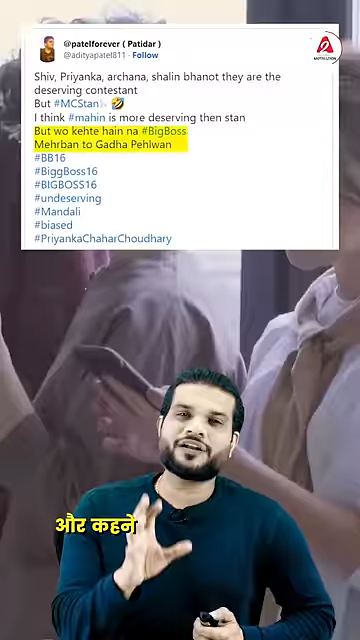 @patelforever ( Patidar )
@adityapatel811 · Follow
Shiv, Priyanka, archana, shalin bhanot they are the
deserving contestant
But #MCStan 🤣
I think #mahin is more deserving then stan
But wo kehte hain na #BigBoss
Mehrban to Gadha Pehlwan
#BB16
#BiggBoss16
#BIGBOSS16
#undeserving
#Mandali
#biased
#PriyankaChaharChoudhary
और कहने